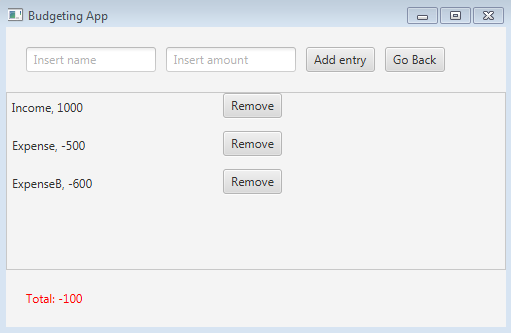 Budgeting App
Insert name Insert amount Add entry Go Back
Income, 1000 Remove
Expense, -500 Remove
ExpenseB, -600 Remove
Total: -100